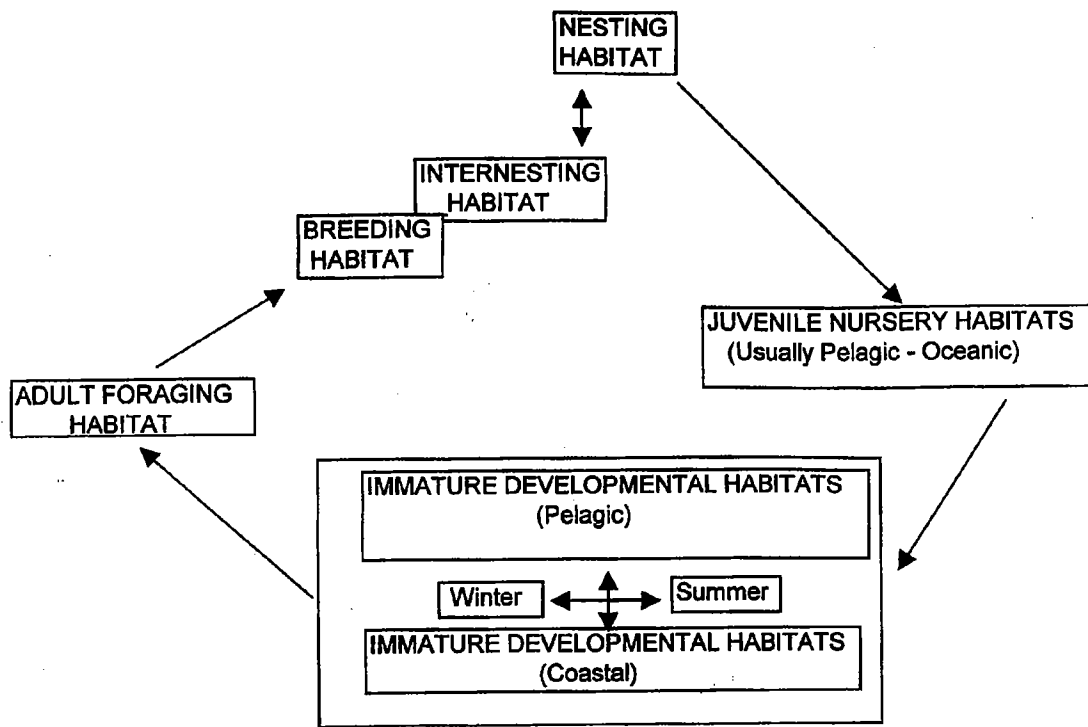 NESTING
HABITAT
INTERNESTING
HABITAT
BREEDING
HABITAT
JUVENILE NURSERY HABITATS
(Usually Pelagic - Oceanic)
ADULT FORAGING
HABITAT
IMMATURE DEVELOPMENTAL HABITATS
(Pelagic)
Winter
Summer
IMMATURE DEVELOPMENTAL HABITATS
(Coastal)